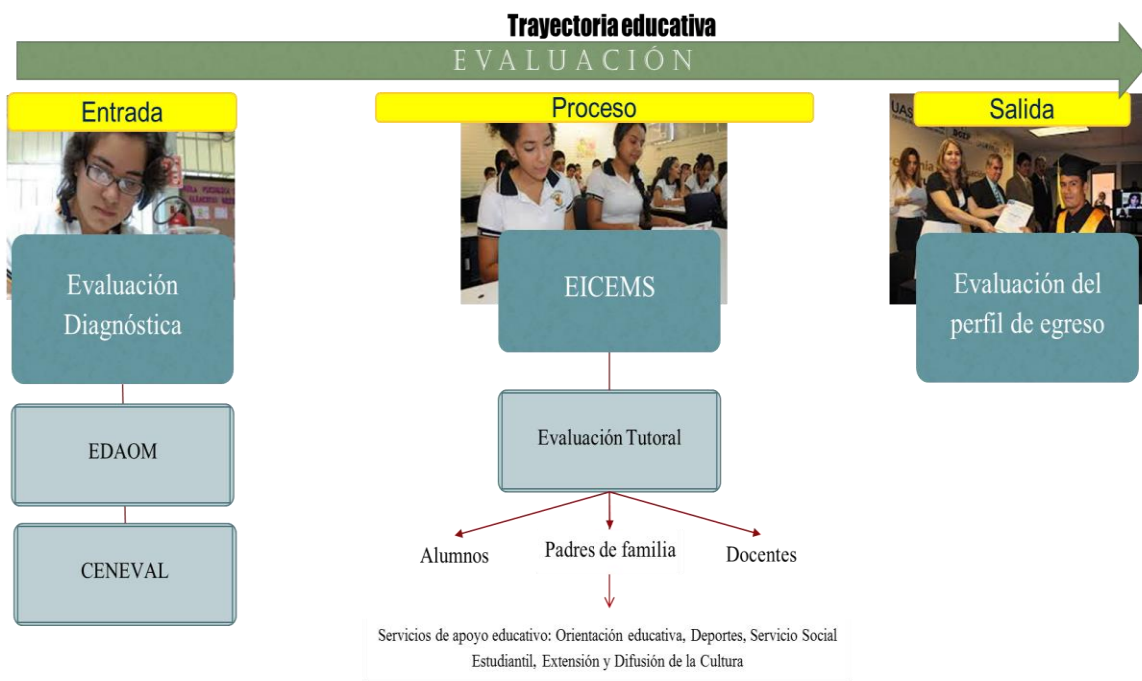 Trayectoria educativa
EVALUACIÓN
Entrada
Proceso
Salida
UAS
DGEP
Evaluación
Diagnóstica
EICEMS
Evaluación del
perfil de egreso
EDAOM
Evaluación Tutoral
CENEVAL
Alumnos
Padres de familia
Docentes
Servicios de apoyo educativo: Orientación educativa, Deportes, Servicio Social
Estudiantil, Extensión y Difusión de la Cultura